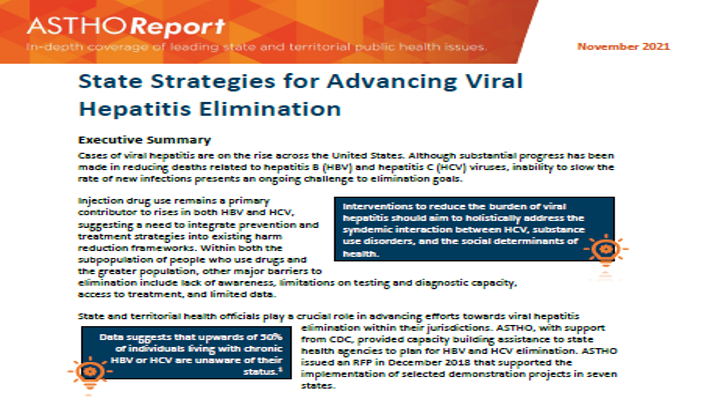 ASTHOReport
In-depth coverage of leading state and territorial public health issues.
November 2021
State Strategies for Advancing Viral
Hepatitis Elimination
Executive Summary
Cases of viral hepatitis are on the rise across the United States. Although substantial progress has been
made in reducing deaths related to hepatitis B (HBV) and hepatitis C (HCV) viruses, inability to slow the
rate of new infections presents an ongoing challenge to elimination goals.
Injection drug use remains a primary
contributor to rises in both HBV and HCV,
suggesting a need to integrate prevention and
treatment strategies into existing harm
reduction frameworks. Within both the
subpopulation of people who use drugs and
the greater population, other major barriers to
elimination include lack of awareness, limitations on testing and diagnostic capacity,
access to treatment, and limited data.
Interventions to reduce the burden of viral
hepatitis should aim to holistically address the
syndemic interaction between HCV, substance
use disorders, and the social determinants of
health.
State and territorial health officials play a crucial role in advancing efforts towards viral hepatitis
elimination within their jurisdictions. ASTHO, with support
from CDC, provided capacity building assistance to state
health agencies to plan for HBV and HCV elimination. ASTHO
issued an RFP in December 2018 that supported the
implementation of selected demonstration projects in seven
states.
Data suggests that upwards of 50%
of individuals living with chronic
HBV or HCV are unaware of their
status.¹